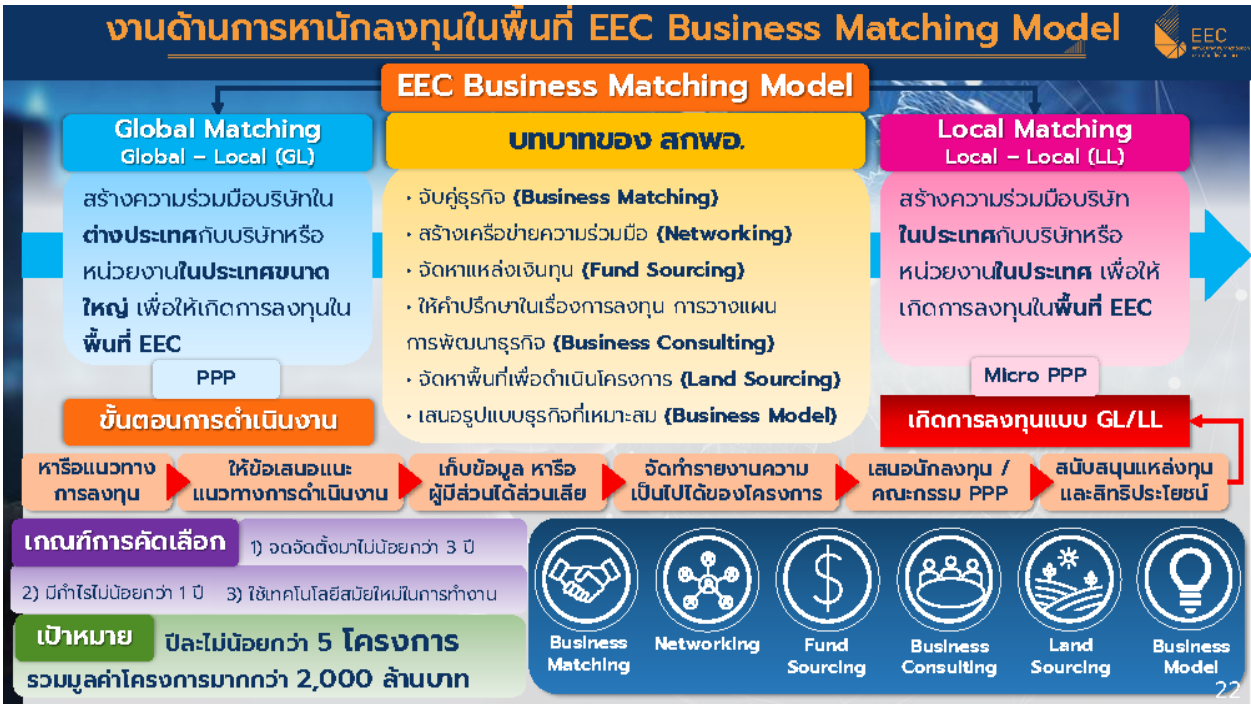 งานด้านการหานักลงทุนในพื้นที่ EEC Business Matching Model
EEC
EEC Business Matching Model
Global Matching
Global – Local (GL)
สร้างความร่วมมือบริษัทใน
ต่างประเทศกับบริษัทหรือ
หน่วยงานในประเทศขนาด
ใหญ่ เพื่อให้เกิดการลงทุนใน
พื้นที่ EEC
PPP
บทบาทของ สกพอ.
• จับคู่ธุรกิจ {Business Matching}
• สร้างเครือข่ายความร่วมมือ {Networking}
• จัดหาแหล่งเงินทุน {Fund Sourcing}
• ให้คำปรึกษาในเรื่องการลงทุน การวางแผน
การพัฒนาธุรกิจ {Business Consulting}
• จัดหาพื้นที่เพื่อดำเนินโครงการ {Land Sourcing}
• เสนอรูปแบบธุรกิจที่เหมาะสม {Business Model}
Local Matching
Local – Local (LL)
สร้างความร่วมมือบริษัท
ในประเทศกับบริษัทหรือ
หน่วยงานในประเทศ เพื่อให้
เกิดการลงทุนในพื้นที่ EEC
Micro PPP
ขั้นตอนการดำเนินงาน
เกิดการลงทุนแบบ GL/LL
หารือแนวทาง
การลงทุน
ให้ข้อเสนอแนะ
แนวทางการดำเนินงาน
เก็บข้อมูล หารือ
ผู้มีส่วนได้ส่วนเสีย
จัดทำรายงานความ
เป็นไปได้ของโครงการ
เสนอนักลงทุน /
คณะกรรม PPP
สนับสนุนแหล่งทุน
และสิทธิประโยชน์
เกณฑ์การคัดเลือก
1) จดจัดตั้งมาไม่น้อยกว่า 3 ปี
2) มีกำไรไม่น้อยกว่า 1 ปี 3) ใช้เทคโนโลยีสมัยใหม่ในการทำงาน
เป้าหมาย
ปีละไม่น้อยกว่า 5 โครงการ
รวมมูลค่าโครงการมากกว่า 2,000 ล้านบาท
Business
Matching
Networking
Fund
Sourcing
Business
Consulting
Land
Sourcing
Business
Model
22